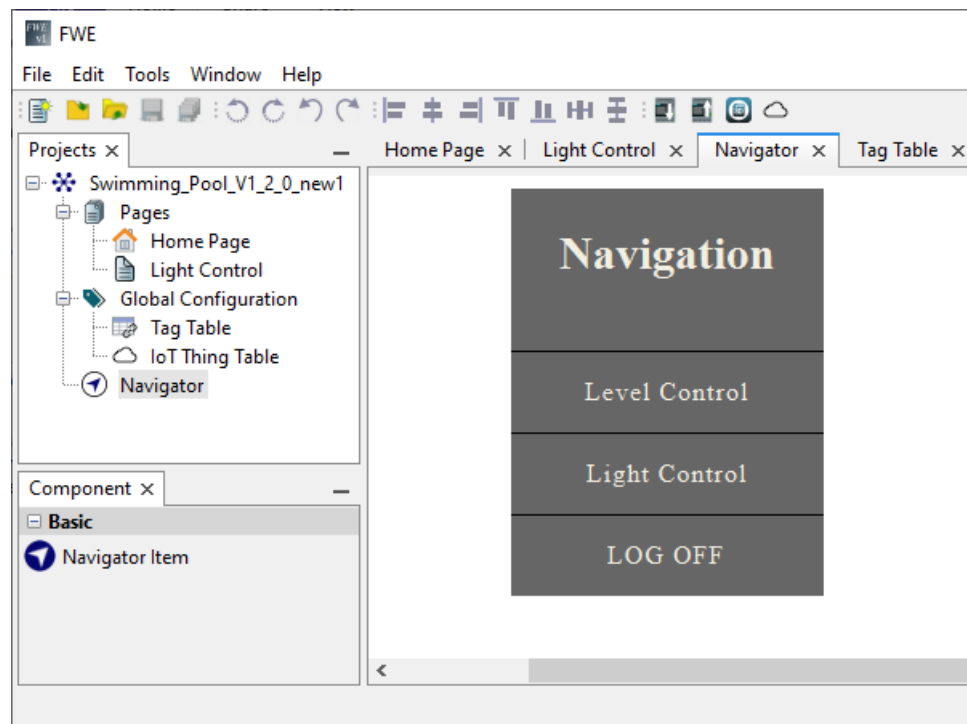 FWE
v1
FWE
File Edit Tools Window Help
Projects
Home Page
Light Control
Navigator
Tag Table
Swimming_Pool_V1_2_0_new1
Pages
Home Page
Light Control
Global Configuration
Tag Table
IoT Thing Table
Navigator
Component
Basic
Navigator Item
Navigation
Level Control
Light Control
LOG OFF